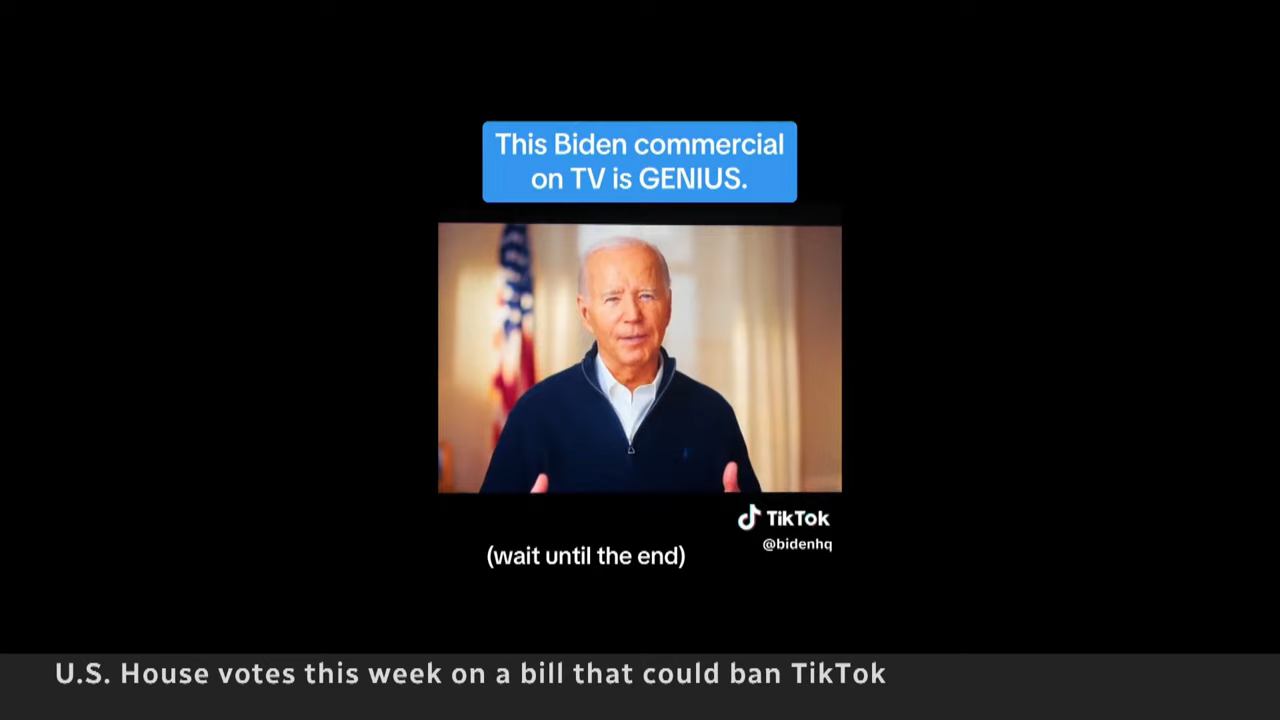 This Biden commercial
on TV is GENIUS.
TikTok
@bidenhq
(wait until the end)
U.S. House votes this week on a bill that could ban TikTok